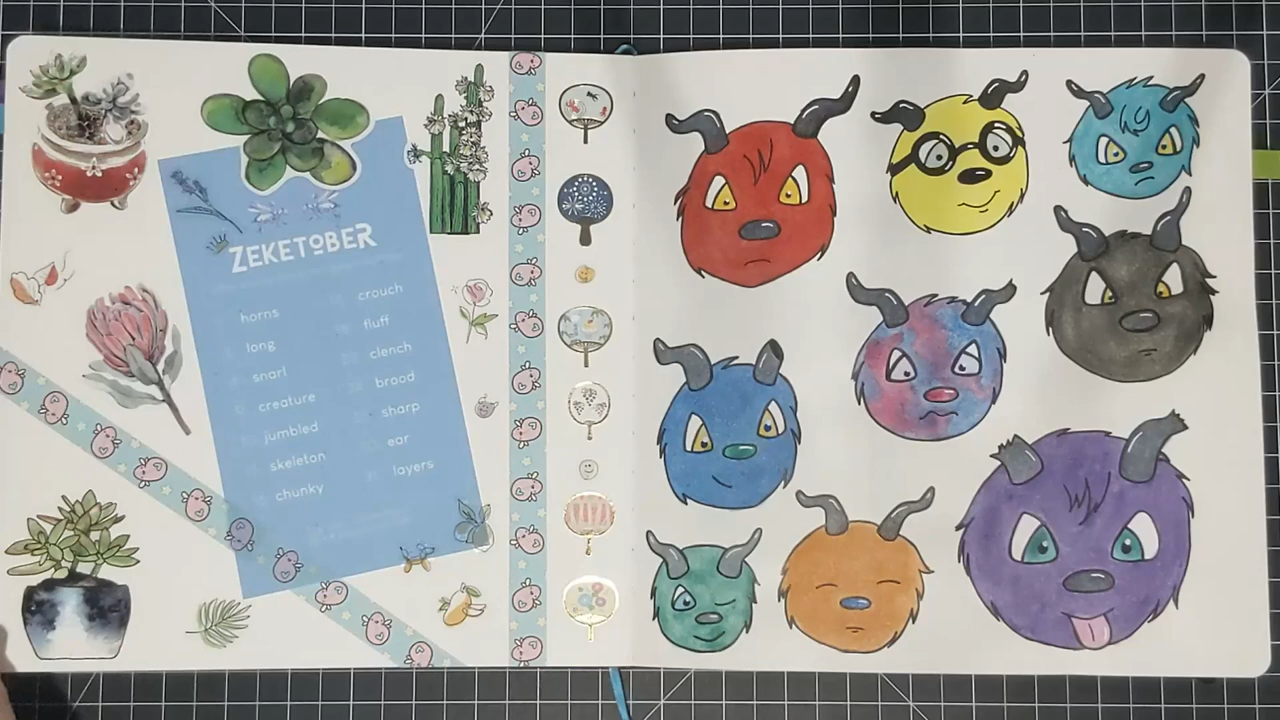 ZEKETOBER
horns
long
snarl
creature
jumbled
skeleton
chunky
crouch
fluff
clench
brood
sharp
ear
layers